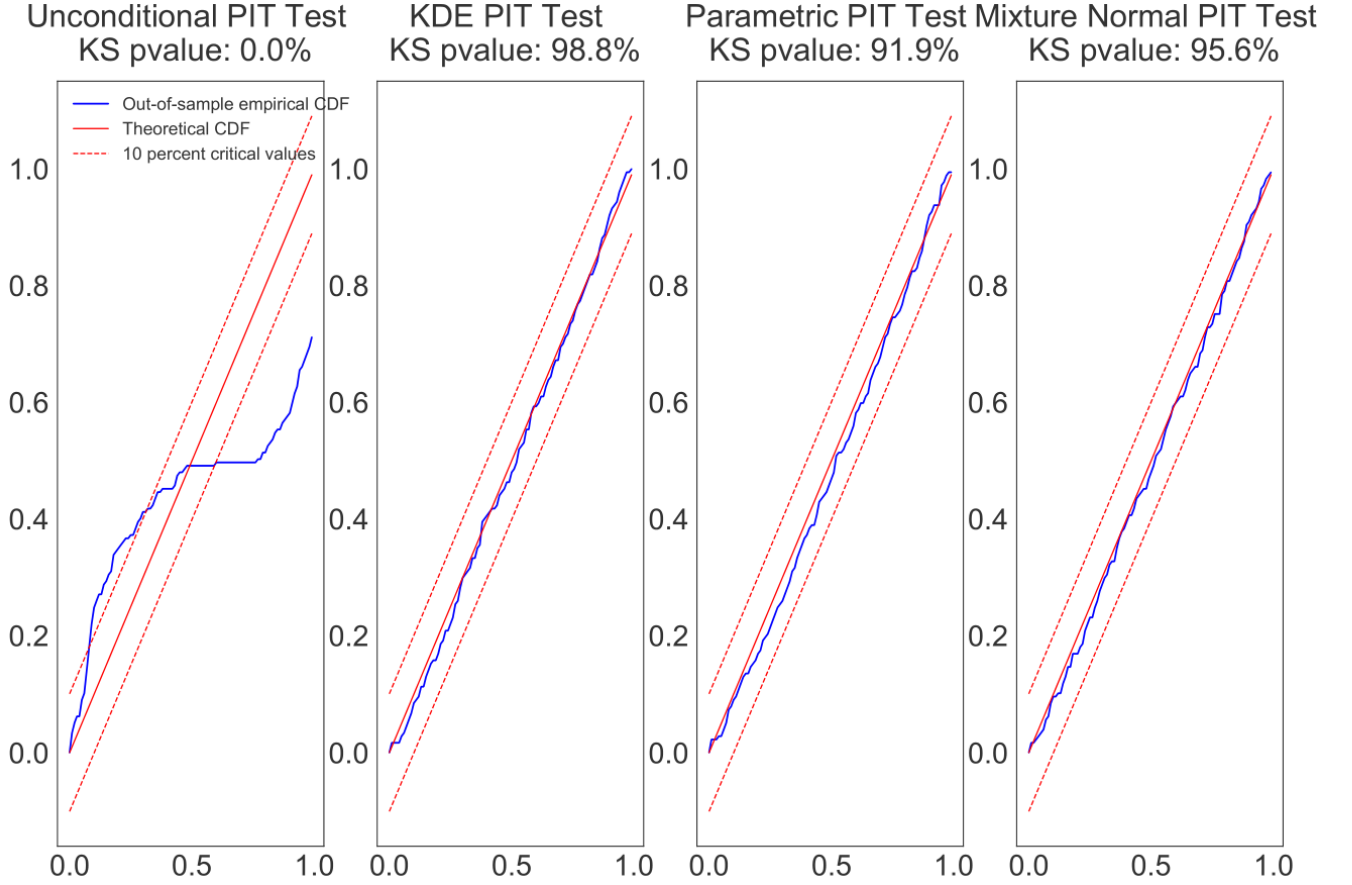 Unconditional PIT Test
KS pvalue: 0.0%
KDE PIT Test
KS pvalue: 98.8%
Parametric PIT Test
KS pvalue: 91.9%
Mixture Normal PIT Test
KS pvalue: 95.6%
Out-of-sample empirical CDF
Theoretical CDF
10 percent critical values
1.0
0.8
0.6
0.4
0.2
0.0
0.0 0.5 1.0
1.0
0.8
0.6
0.4
0.2
0.0
0.0 0.5 1.0
1.0
0.8
0.6
0.4
0.2
0.0
0.0 0.5 1.0
1.0
0.8
0.6
0.4
0.2
0.0
0.0 0.5 1.0